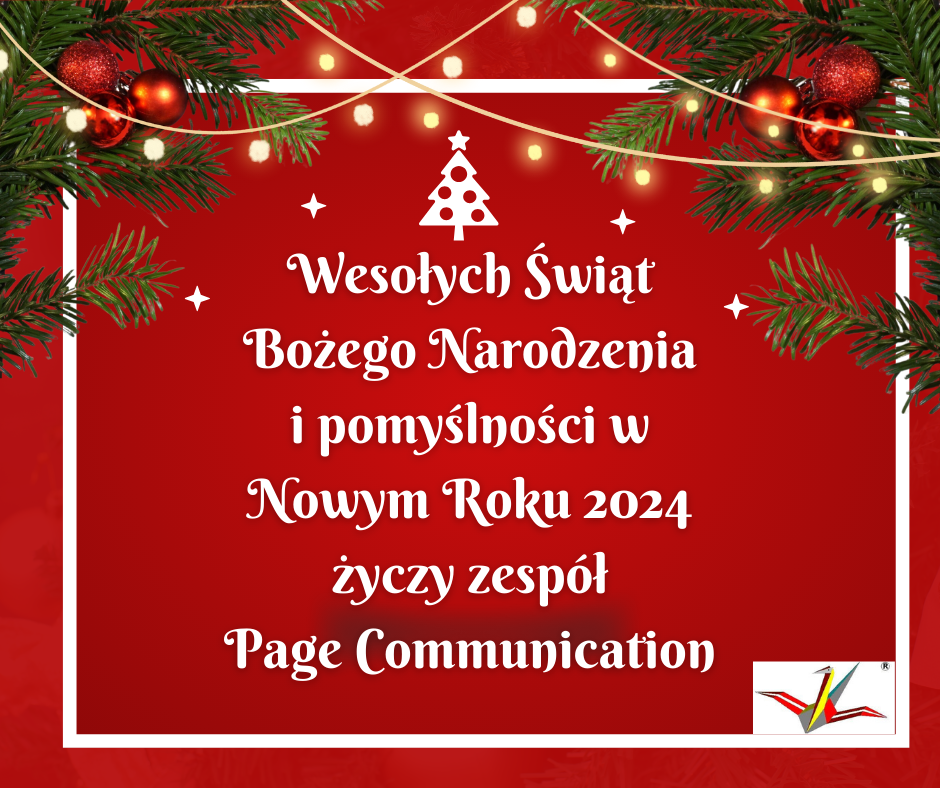 Wesołych Świąt
Bożego Narodzenia
i pomyślności w
Nowym Roku 2024
życzy zespół
Page Communication
®